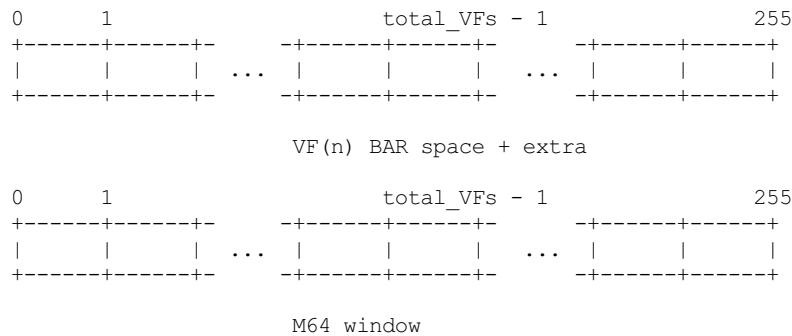 0      1                     total_VFs - 1                255
+------+------+-     -+------+------+-      -+------+------+
|      |      | ... |      |      |   ...  |      |      |
+------+------+-     -+------+------+-      -+------+------+
VF(n) BAR space + extra
0      1                     total_VFs - 1                255
+------+------+-     -+------+------+-      -+------+------+
|      |      | ... |      |      |   ...  |      |      |
+------+------+-     -+------+------+-      -+------+------+
M64 window